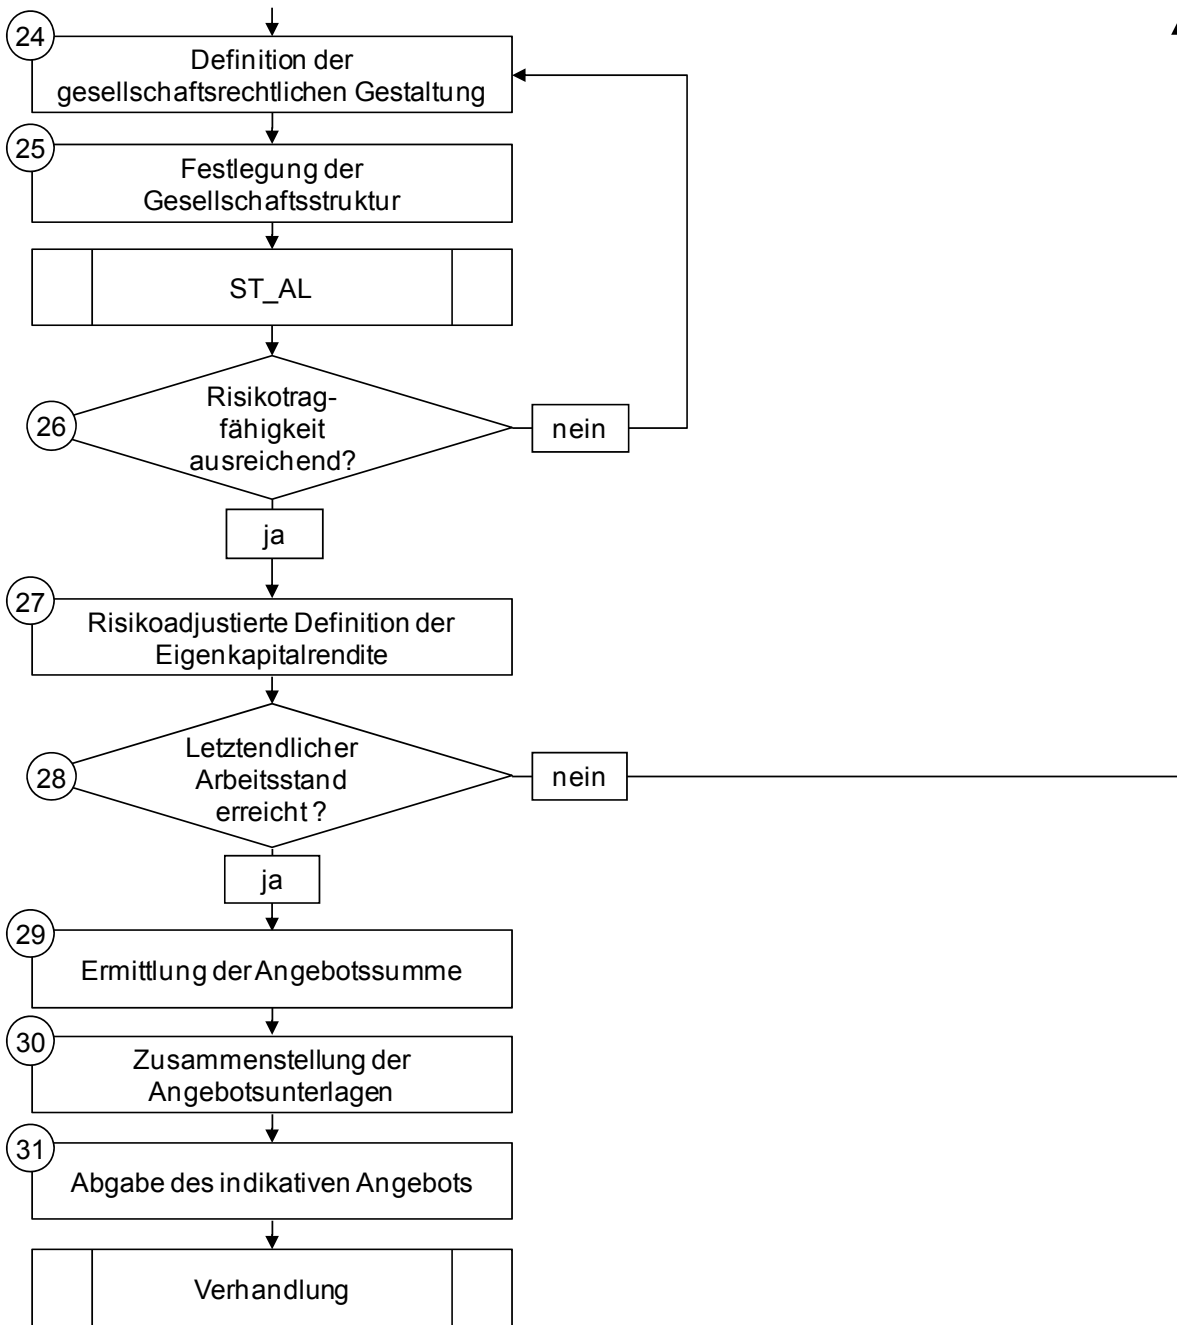 24
Definition der
gesellschaftsrechtlichen Gestaltung
25
Festlegung der
Gesellschaftsstruktur
ST_AL
26
Risikotrag-
fähigkeit
ausreichend?
nein
ja
27
Risikoadjustierte Definition der
Eigenkapitalrendite
28
Letztendlicher
Arbeitsstand
erreicht ?
nein
ja
29
Ermittlung der Angebotssumme
30
Zusammenstellung der
Angebotsunterlagen
31
Abgabe des indikativen Angebots
Verhandlung